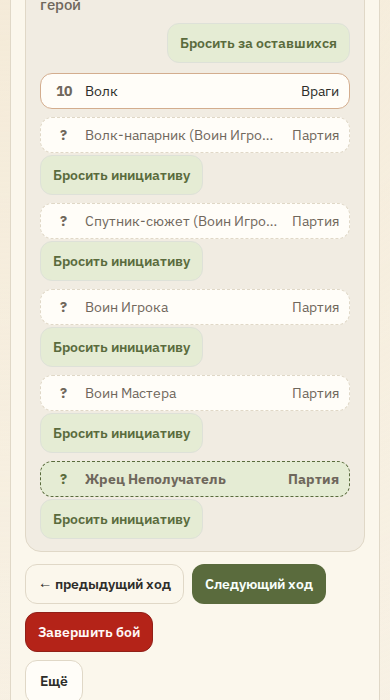 герой
Бросить за оставшихся
10 Волк Враги
? Волк-напарник (Воин Игро... Партия
Бросить инициативу
? Спутник-сюжет (Воин Игро... Партия
Бросить инициативу
? Воин Игрока Партия
Бросить инициативу
? Воин Мастера Партия
Бросить инициативу
? Жрец Неполучатель Партия
Бросить инициативу
← предыдущий ход Следующий ход
Завершить бой
Ещё